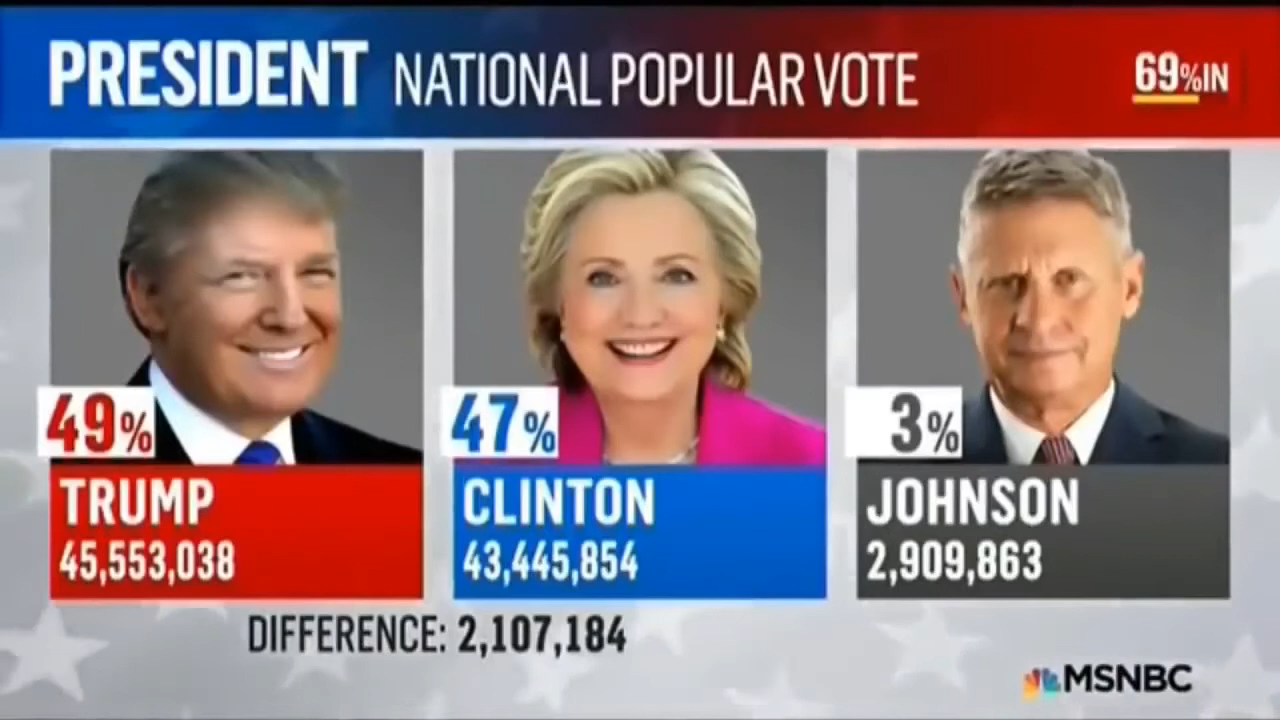 PRESIDENT NATIONAL POPULAR VOTE
69%IN
49%
TRUMP
45,553,038
47%
CLINTON
43,445,854
3%
JOHNSON
2,909,863
DIFFERENCE: 2,107,184
MSNBC